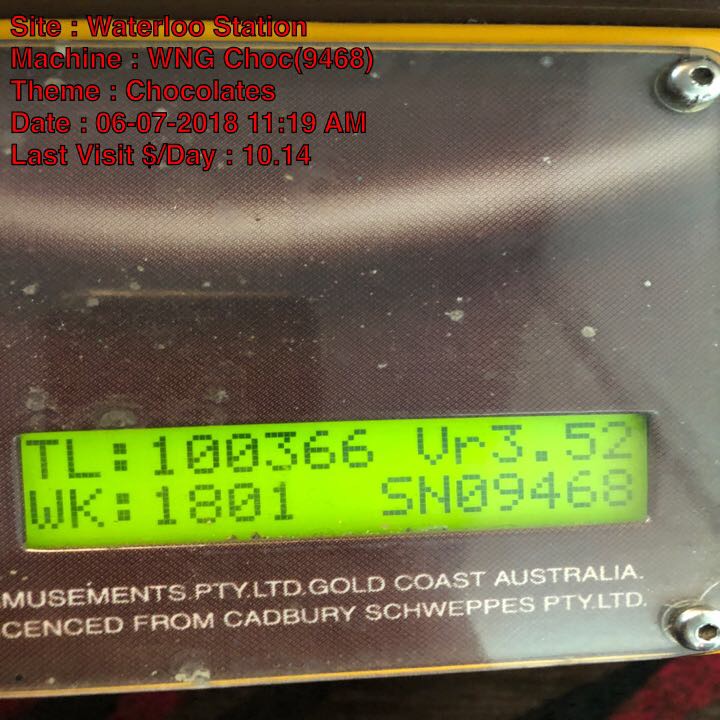 Site : Waterloo Station
Machine : WNG Choc(9468)
Theme : Chocolates
Date : 06-07-2018 11:19 AM
Last Visit $/Day : 10.14
TL:100366 Vr3.52
WK:1801 SN09468
MUSEMENTS.PTY.LTD.GOLD COAST AUSTRALIA.
CENCED FROM CADBURY SCHWEPPES PTY.LTD.